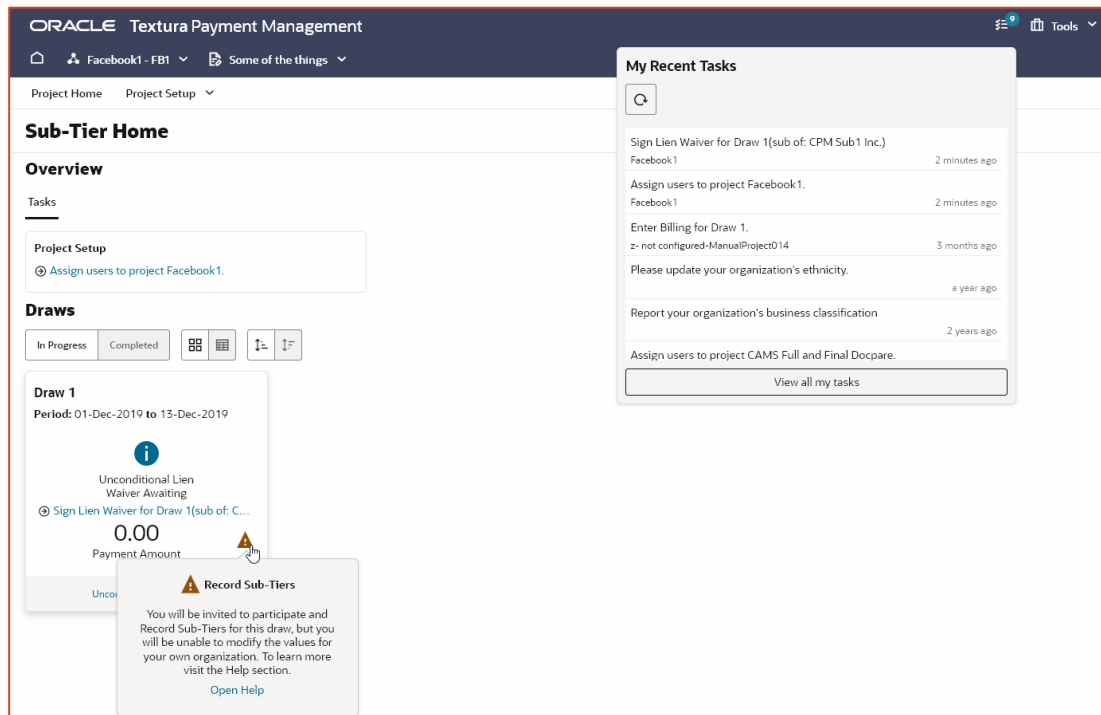 ORACLE Textura Payment Management
9
Tools
Facebook1 - FB1
Some of the things
Project Home
Project Setup
Sub-Tier Home
Overview
Tasks
Project Setup
Assign users to project Facebook1.
Draws
In Progress
Completed
Draw 1
Period: 01-Dec-2019 to 13-Dec-2019
Unconditional Lien
Waiver Awaiting
Sign Lien Waiver for Draw 1(sub of: C...
0.00
Payment Amount
Record Sub-Tiers
You will be invited to participate and
Record Sub-Tiers for this draw, but you
will be unable to modify the values for
your own organization. To learn more
visit the Help section.
Open Help
My Recent Tasks
Sign Lien Waiver for Draw 1(sub of: CPM Sub1 Inc.)
Facebook1 2 minutes ago
Assign users to project Facebook1.
Facebook1 2 minutes ago
Enter Billing for Draw 1.
z- not configured-ManualProject014 3 months ago
Please update your organization's ethnicity.
a year ago
Report your organization's business classification
2 years ago
Assign users to project CAMS Full and Final Docpare.
View all my tasks